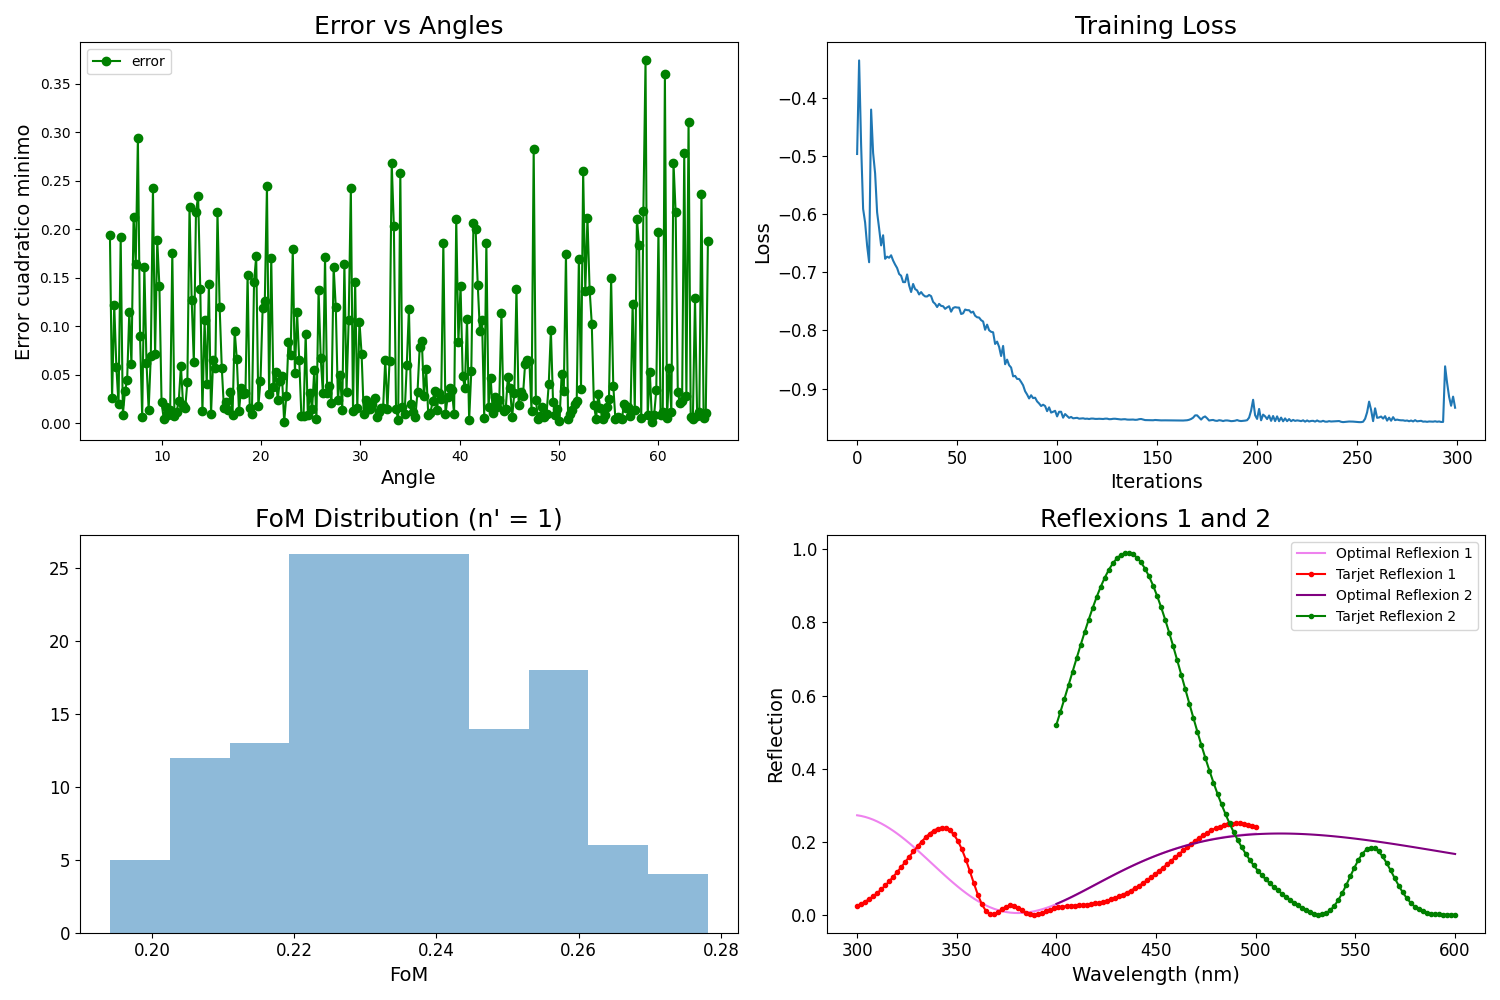 Error vs Angles
error
Error cuadratico minimo
0.35
0.30
0.25
0.20
0.15
0.10
0.05
0.00
10 20 30 40 50 60
Angle
Training Loss
Loss
−0.4
−0.5
−0.6
−0.7
−0.8
−0.9
0 50 100 150 200 250 300
Iterations
FoM Distribution (n' = 1)
25
20
15
10
5
0
0.20 0.22 0.24 0.26 0.28
FoM
Reflexions 1 and 2
Optimal Reflexion 1
Tarjet Reflexion 1
Optimal Reflexion 2
Tarjet Reflexion 2
Reflection
1.0
0.8
0.6
0.4
0.2
0.0
300 350 400 450 500 550 600
Wavelength (nm)